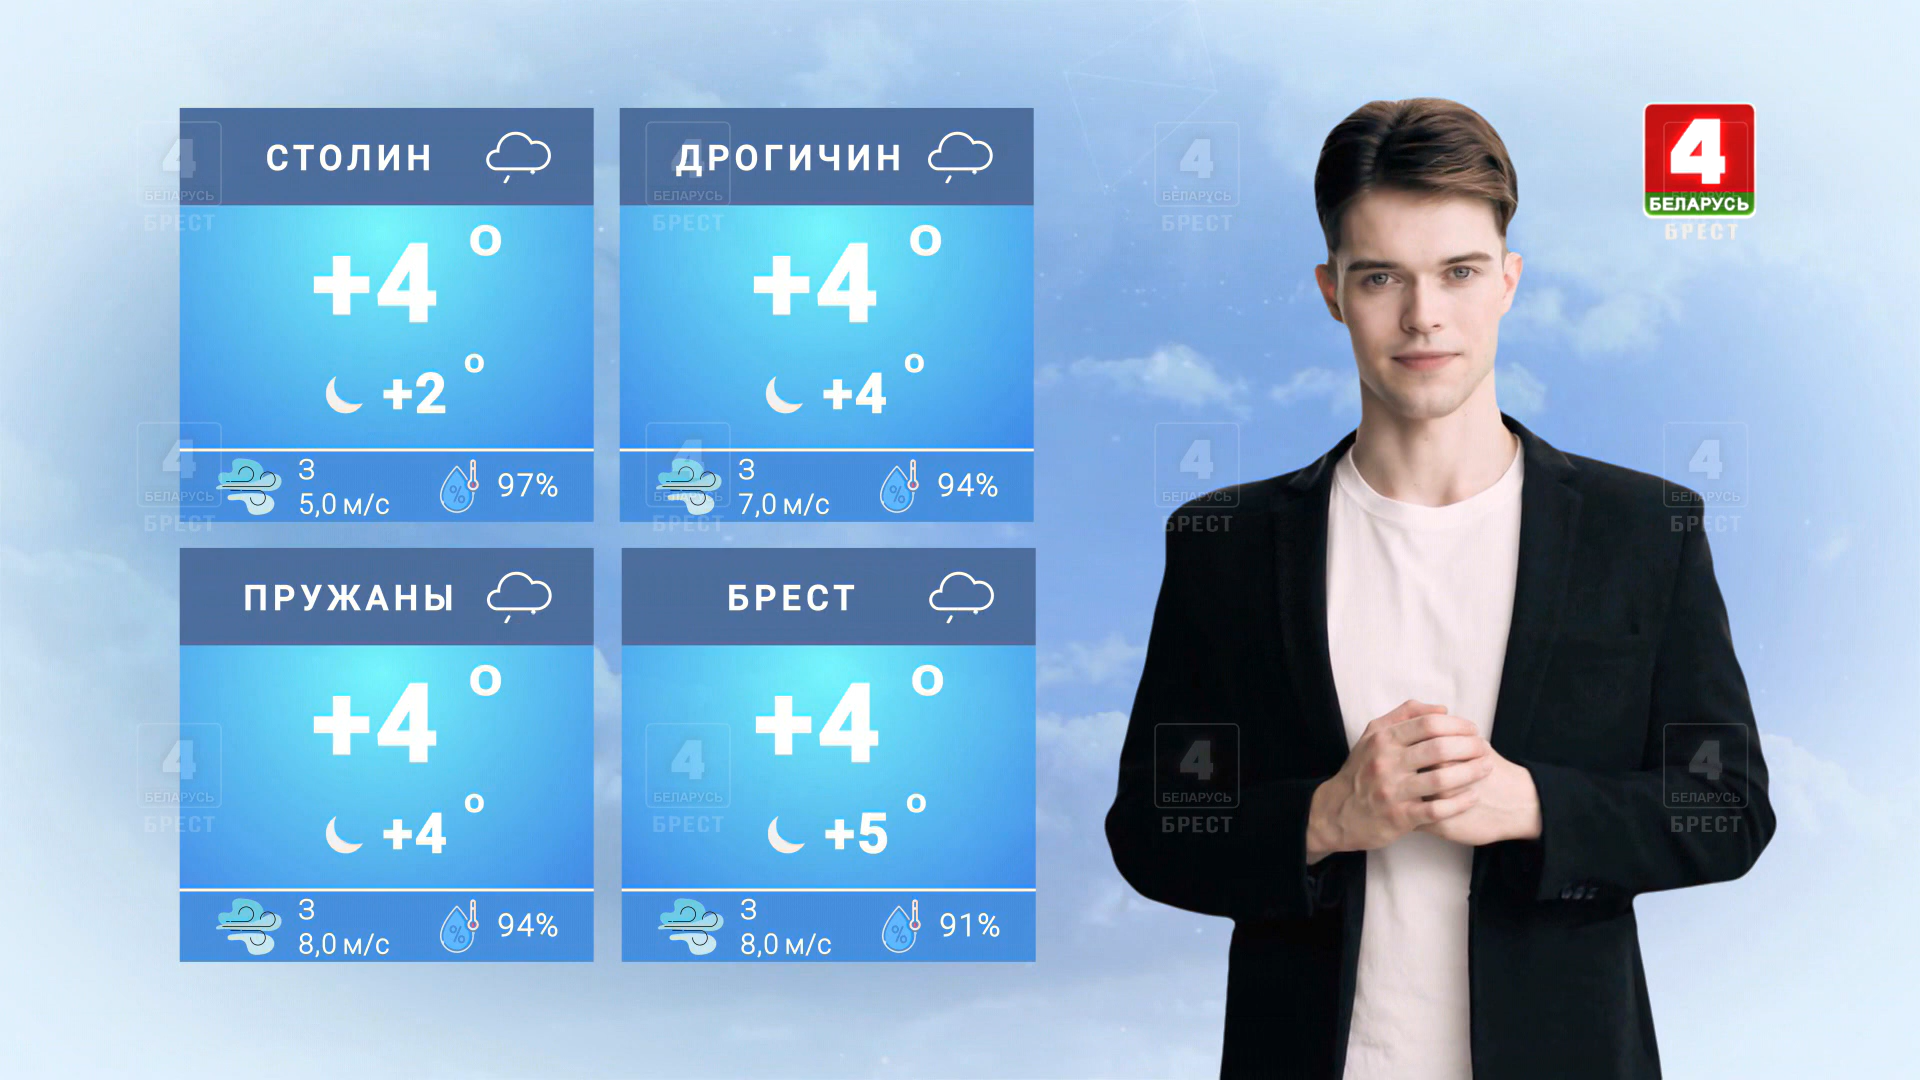 СТОЛИН
+4°
+2°
З
5,0 м/с
%
97%
ДРОГИЧИН
+4°
+4°
З
7,0 м/с
%
94%
ПРУЖАНЫ
+4°
+4°
З
8,0 м/с
%
94%
БРЕСТ
+4°
+5°
З
8,0 м/с
%
91%
4
БЕЛАРУСЬ
БРЕСТ